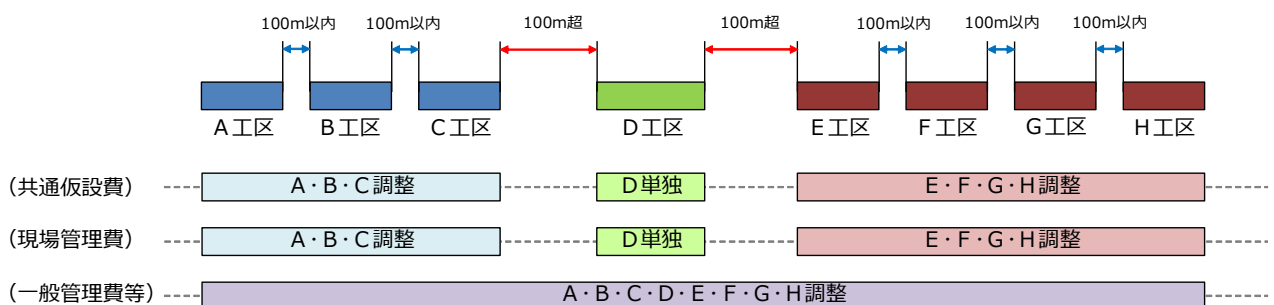 100m以内 100m以内 100m超 100m超 100m以内 100m以内 100m以内
A工区 B工区 C工区 D工区 E工区 F工区 G工区 H工区
(共通仮設費) A・B・C調整 D単独 E・F・G・H調整
(現場管理費) A・B・C調整 D単独 E・F・G・H調整
(一般管理費等) A・B・C・D・E・F・G・H調整